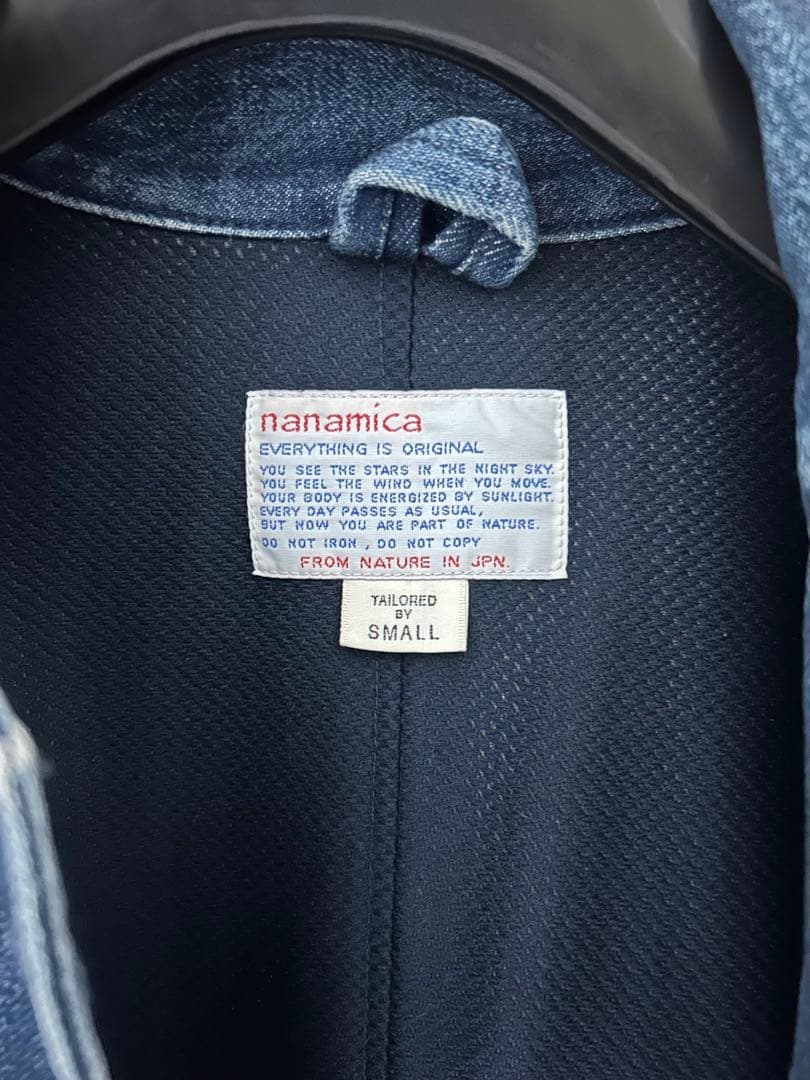 nanamica
EVERYTHING IS ORIGINAL
YOU SEE THE STARS IN THE NIGHT SKY.
YOU FEEL THE WIND WHEN YOU MOVE.
YOUR BODY IS ENERGIZED BY SUNLIGHT.
EVERY DAY PASSES AS USUAL,
BUT NOW YOU ARE PART OF NATURE.
DO NOT IRON , DO NOT COPY
FROM NATURE IN JPN.
TAILORED
BY
SMALL